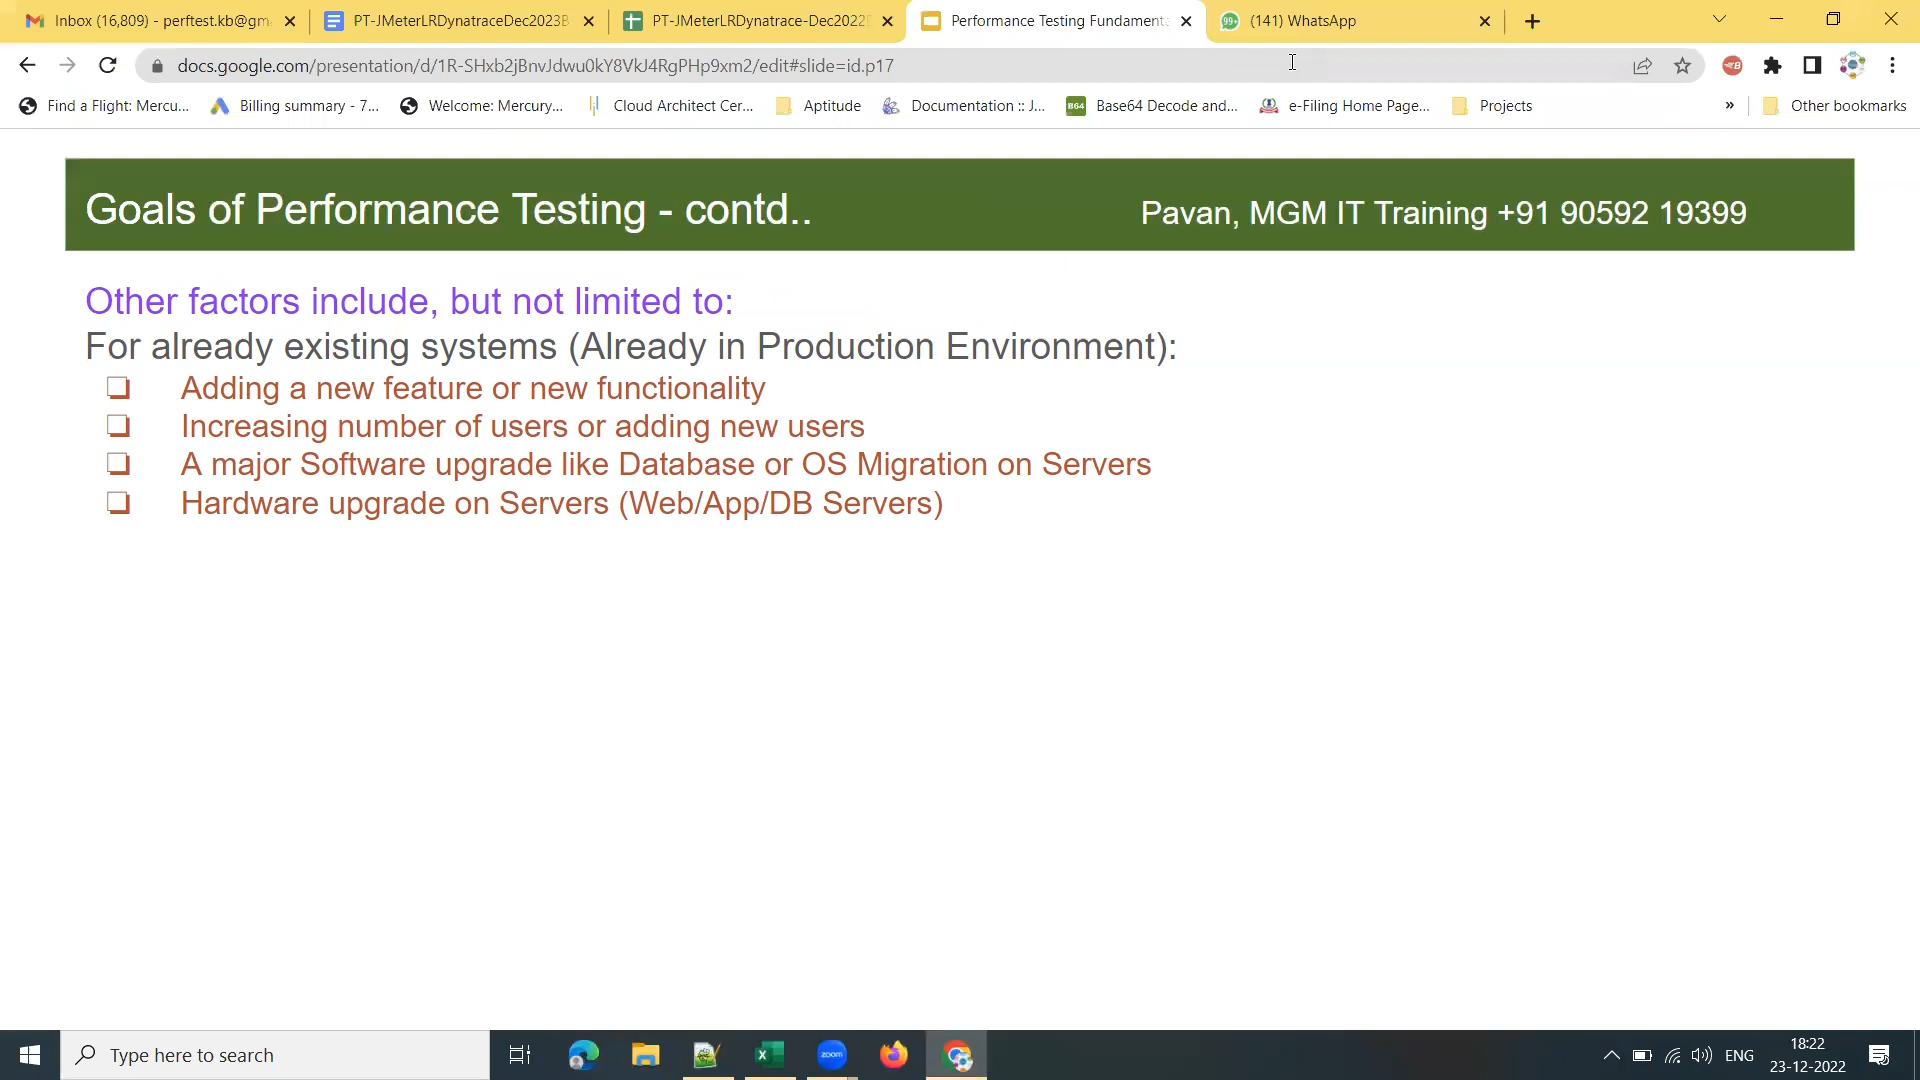 Inbox (16,809) - perftest.kb@gm
PT-JMeterLRDynatraceDec2023B
PT-JMeterLRDynatrace-Dec2022B
Performance Testing Fundamenta
(141) WhatsApp
docs.google.com/presentation/d/1R-SHxb2jBnvJdwu0kY8VkJ4RgPHp9xm2/edit#slide=id.p17
Find a Flight: Mercu...
Billing summary - 7...
Welcome: Mercury...
Cloud Architect Cer...
Aptitude
Documentation :: J...
B64
Base64 Decode and...
e-Filing Home Page...
Projects
»
Other bookmarks
Goals of Performance Testing - contd..
Pavan, MGM IT Training +91 90592 19399
Other factors include, but not limited to:
For already existing systems (Already in Production Environment):
❏ Adding a new feature or new functionality
❏ Increasing number of users or adding new users
❏ A major Software upgrade like Database or OS Migration on Servers
❏ Hardware upgrade on Servers (Web/App/DB Servers)
Type here to search
zoom
ENG
18:22
23-12-2022